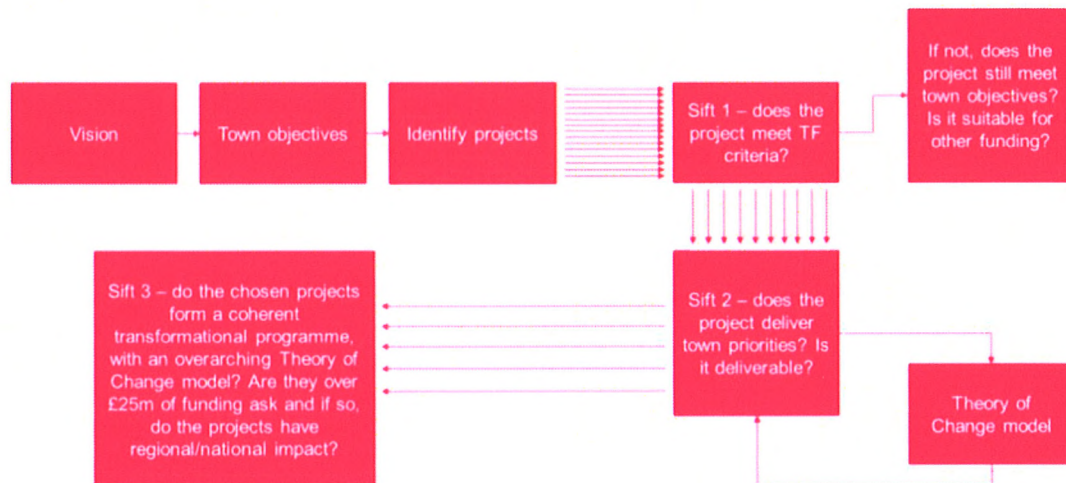 Vision
Town objectives
Identify projects
Sift 1 – does the
project meet TF
criteria?
If not, does the
project still meet
town objectives?
Is it suitable for
other funding?
Sift 2 – does the
project deliver
town priorities? Is
it deliverable?
Theory of
Change model
Sift 3 – do the chosen projects
form a coherent
transformational programme,
with an overarching Theory of
Change model? Are they over
£25m of funding ask and if so,
do the projects have
regional/national impact?